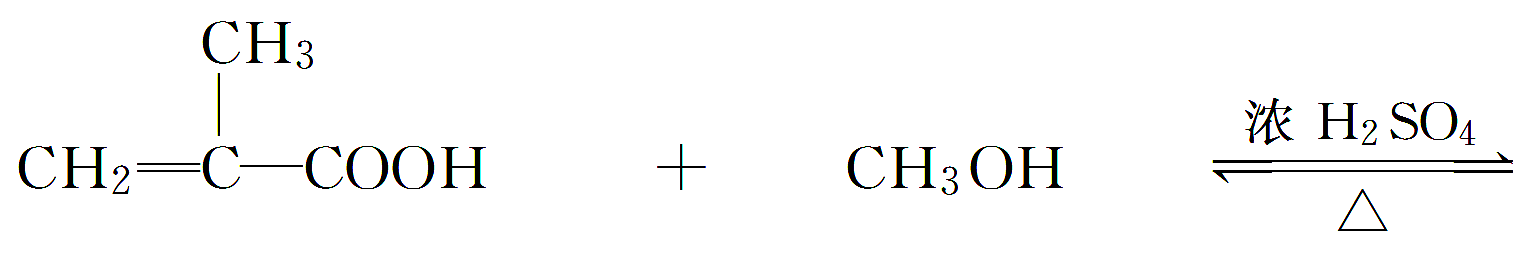 CH₃
CH₂=C—COOH + CH₃OH 浓 H₂SO₄ ⇌ △